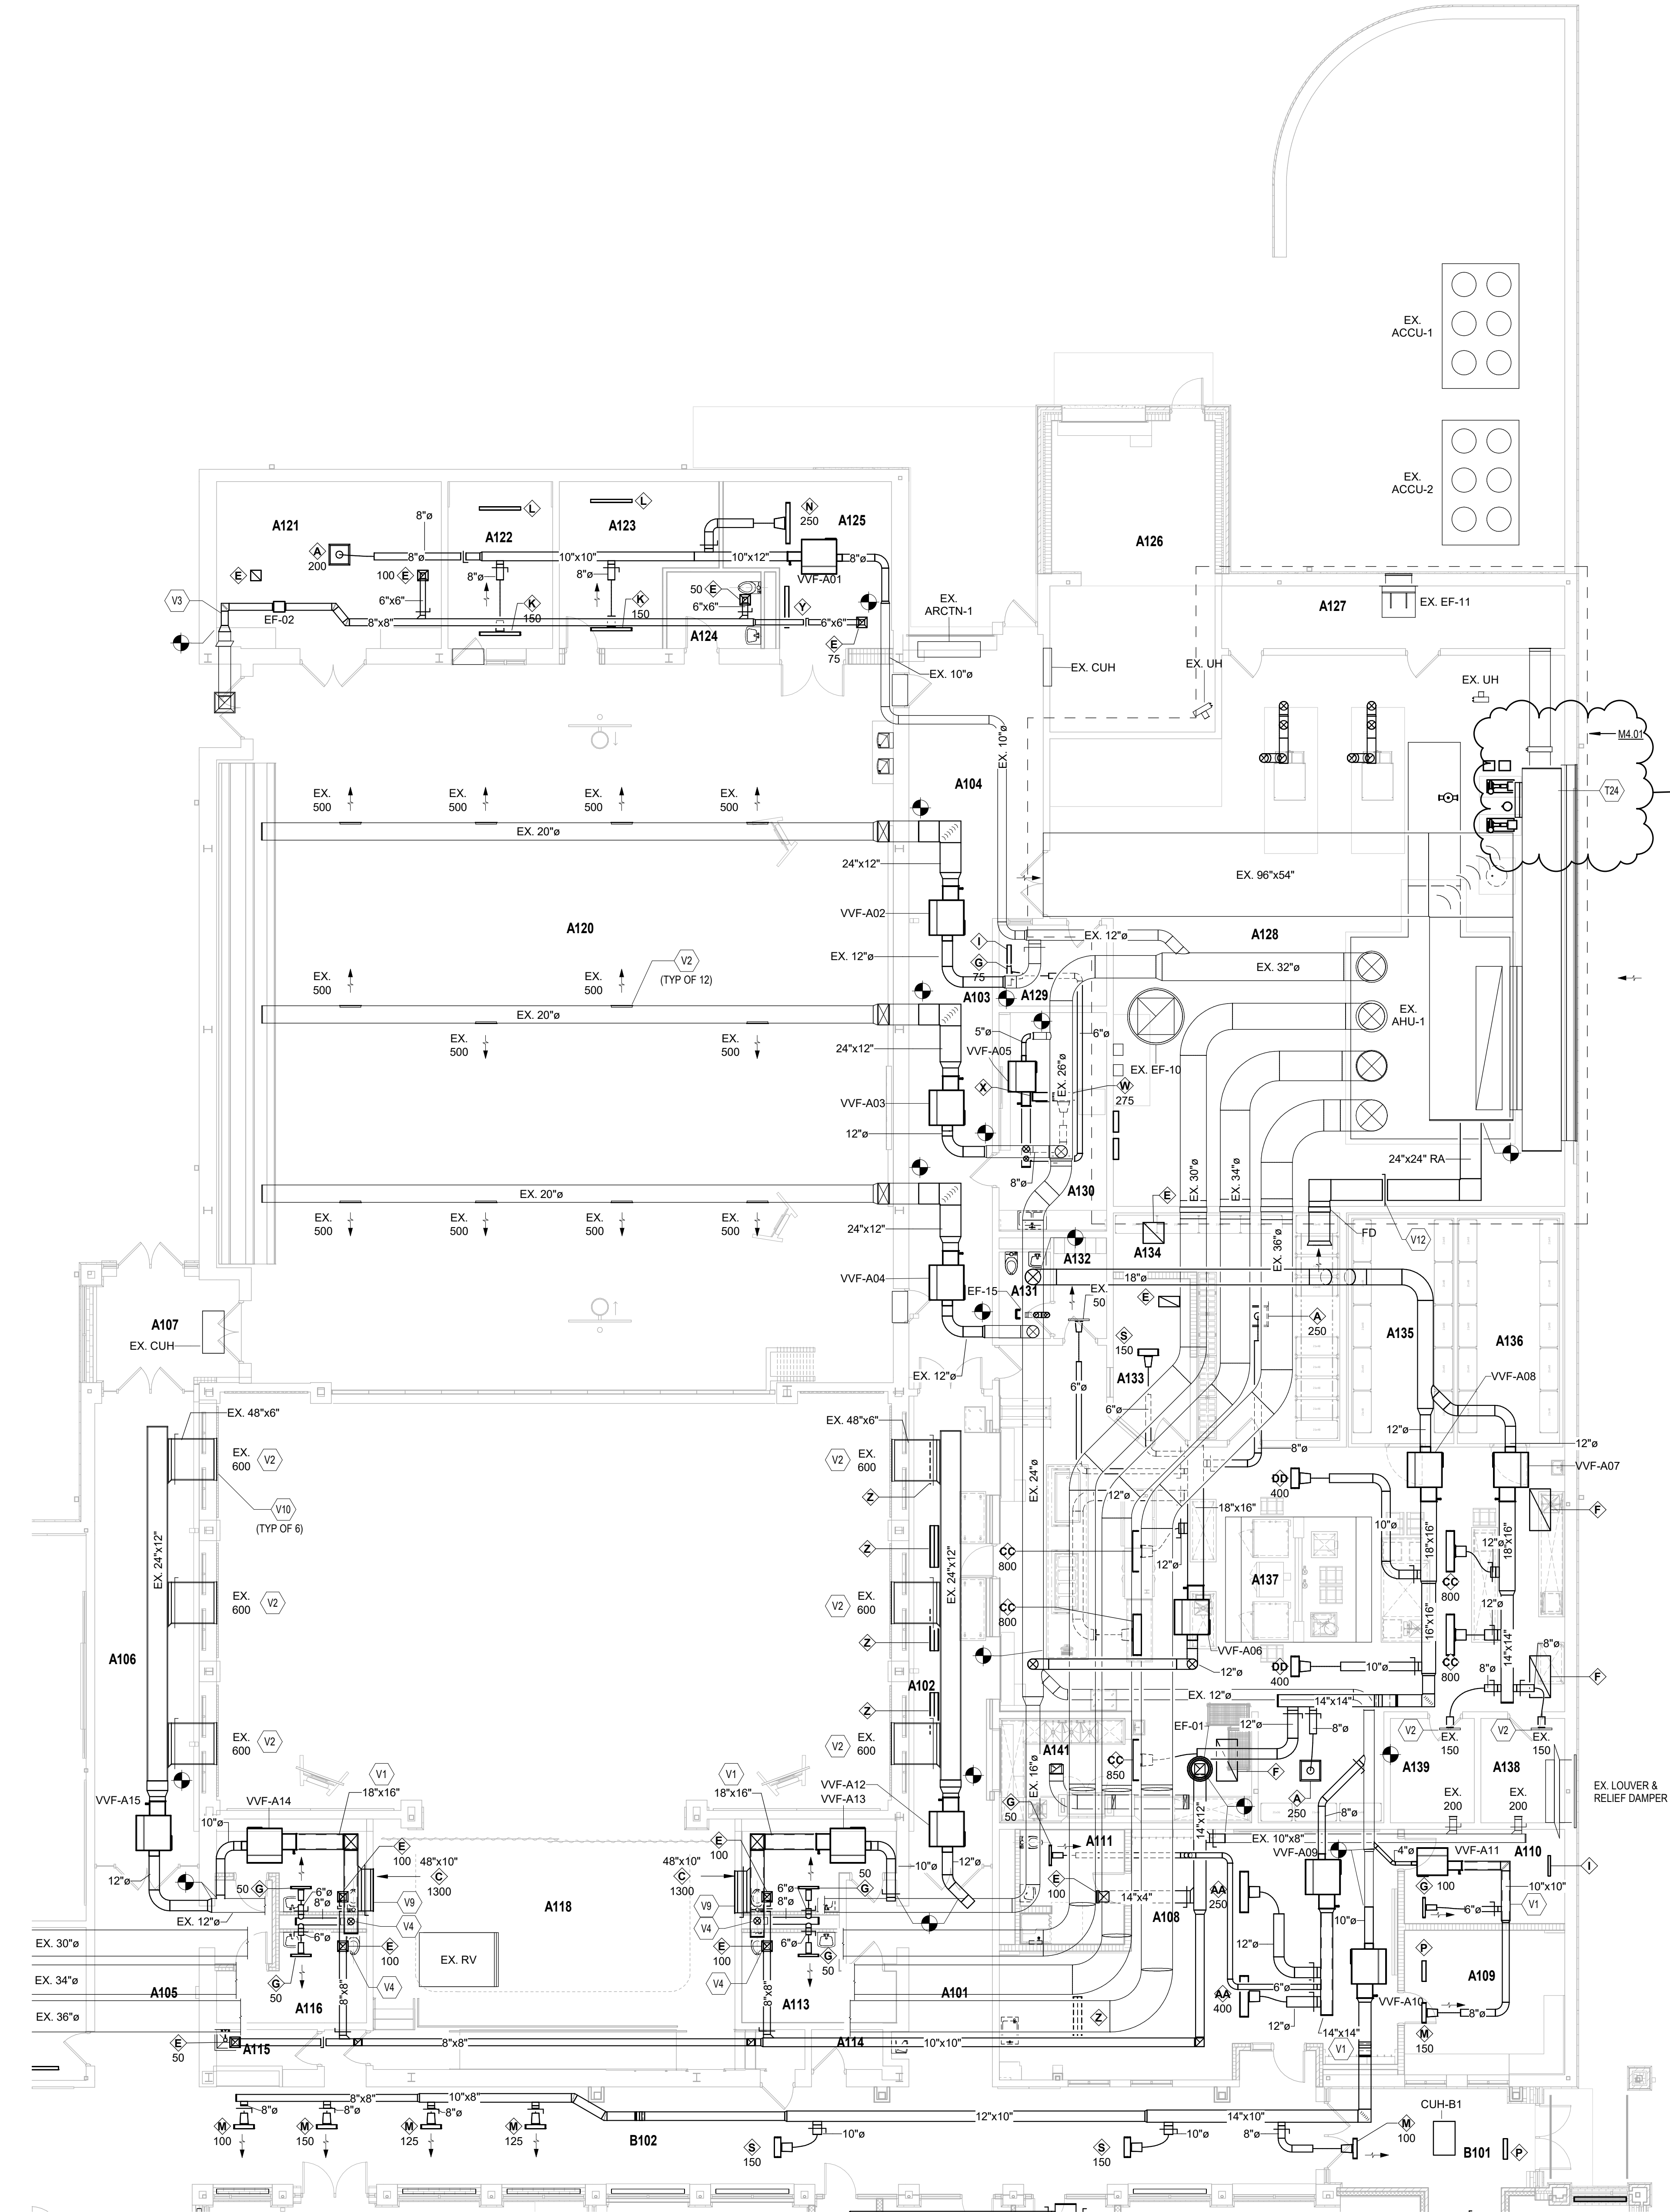 EX.
ACCU-1
EX.
ACCU-2
A121
8"ø
A122
L
A123
L
N
250
A125
A126
A
200
8"ø
10"x10"
10"x12"
8"ø
VVF-A01
E
100 E
8"ø
8"ø
50 E
V3
6"x6"
6"x6"
Y
EF-02
8"x8"
K
150
K
150
6"x6"
A124
E
75
EX.
ARCTN-1
A127
EX. EF-11
EX. 10"ø
EX. CUH
EX. UH
EX. UH
M4.01
EX. 10"ø
A104
T24
EX.
500
EX.
500
EX.
500
EX.
500
EX. 20"ø
24"x12"
EX. 96"x54"
VVF-A02
A120
I
EX. 12"ø
A128
EX. 12"ø
G
75
EX. 32"ø
EX.
500
EX.
500
V2
(TYP OF 12)
A103
A129
EX. 20"ø
EX.
AHU-1
EX.
500
EX.
500
24"x12"
5"ø
6"ø
VVF-A05
EX. 26"ø
EX. EF-10
X
W
275
VVF-A03
12"ø
24"x24" RA
8"ø
A130
EX. 30"ø
EX. 34"ø
EX. 20"ø
E
EX.
500
EX.
500
EX.
500
EX.
500
24"x12"
A132
A134
EX. 36"ø
FD
V12
VVF-A04
18"ø
A131
EF-15
EX.
50
E
A
250
A107
EX. CUH
S
150
A135
A136
EX. 12"ø
A133
6"ø
6"ø
VVF-A08
EX. 48"x6"
EX. 48"x6"
12"ø
12"ø
8"ø
EX.
600
V2
V2
EX.
600
VVF-A07
EX. 24"ø
DD
400
V10
(TYP OF 6)
Z
12"ø
18"x16"
F
10"ø
EX. 24"x12"
EX. 24"x12"
Z
CC
800
12"ø
18"x16"
12"ø
18"x16"
A137
CC
800
EX.
600
V2
V2
EX.
600
CC
800
12"ø
16"x16"
A106
Z
VVF-A06
CC
800
14"x14"
8"ø
12"ø
DD
400
10"ø
8"ø
F
A102
Z
EX. 12"ø
14"x14"
EX.
600
V2
V2
EX.
600
EF-01
12"ø
8"ø
V2
EX.
150
V2
EX.
150
A141
CC
850
F
A139
A138
EX. 16"ø
A
250
EX. LOUVER &
RELIEF DAMPER
V1
18"x16"
V1
18"x16"
VVF-A12
VVF-A13
VVF-A15
VVF-A14
10"ø
G
50
14"x12"
8"ø
EX.
200
EX.
200
EX. 10"x8"
A111
VVF-A09
VVF-A11
A110
4"ø
I
E
100
E
100
48"x10"
C
1300
48"x10"
C
1300
50
G
50 G
10"ø
12"ø
G 100
10"x10"
12"ø
6"ø
8"ø
6"ø
8"ø
E
100
14"x4"
AA
250
V9
V9
6"ø
V1
EX. 12"ø
A118
V4
A108
10"ø
6"ø
6"ø
E
100
E
100
12"ø
EX. 30"ø
EX. RV
G
50
P
EX. 34"ø
V4
V4
G
50
A105
8"x8"
8"x8"
A101
6"ø
AA
400
A109
A116
A113
VVF-A10
EX. 36"ø
Z
8"ø
12"ø
14"x14"
M
150
V1
E
50
A115
8"x8"
10"x10"
A114
8"x8"
10"x8"
8"ø
8"ø
8"ø
8"ø
12"x10"
14"x10"
CUH-B1
M
100
M
150
M
125
M
125
B102
10"ø
10"ø
8"ø
M
100
S
150
S
150
B101
P